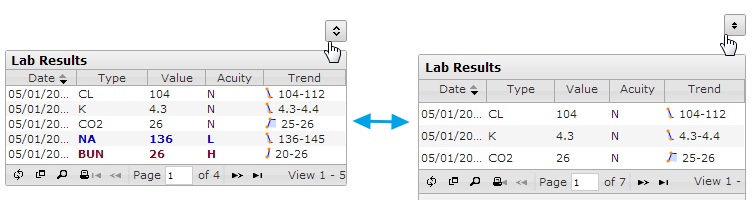 Lab Results
Date Type Value Acuity Trend
05/01/20... CL 104 N 104-112
05/01/20... K 4.3 N 4.3-4.4
05/01/20... CO2 26 N 25-26
05/01/20... NA 136 L 136-145
05/01/20... BUN 26 H 20-26
Page 1 of 4 View 1 - 5
Lab Results
Date Type Value Acuity Trend
05/01/20... CL 104 N 104-112
05/01/20... K 4.3 N 4.3-4.4
05/01/20... CO2 26 N 25-26
Page 1 of 7 View 1 -